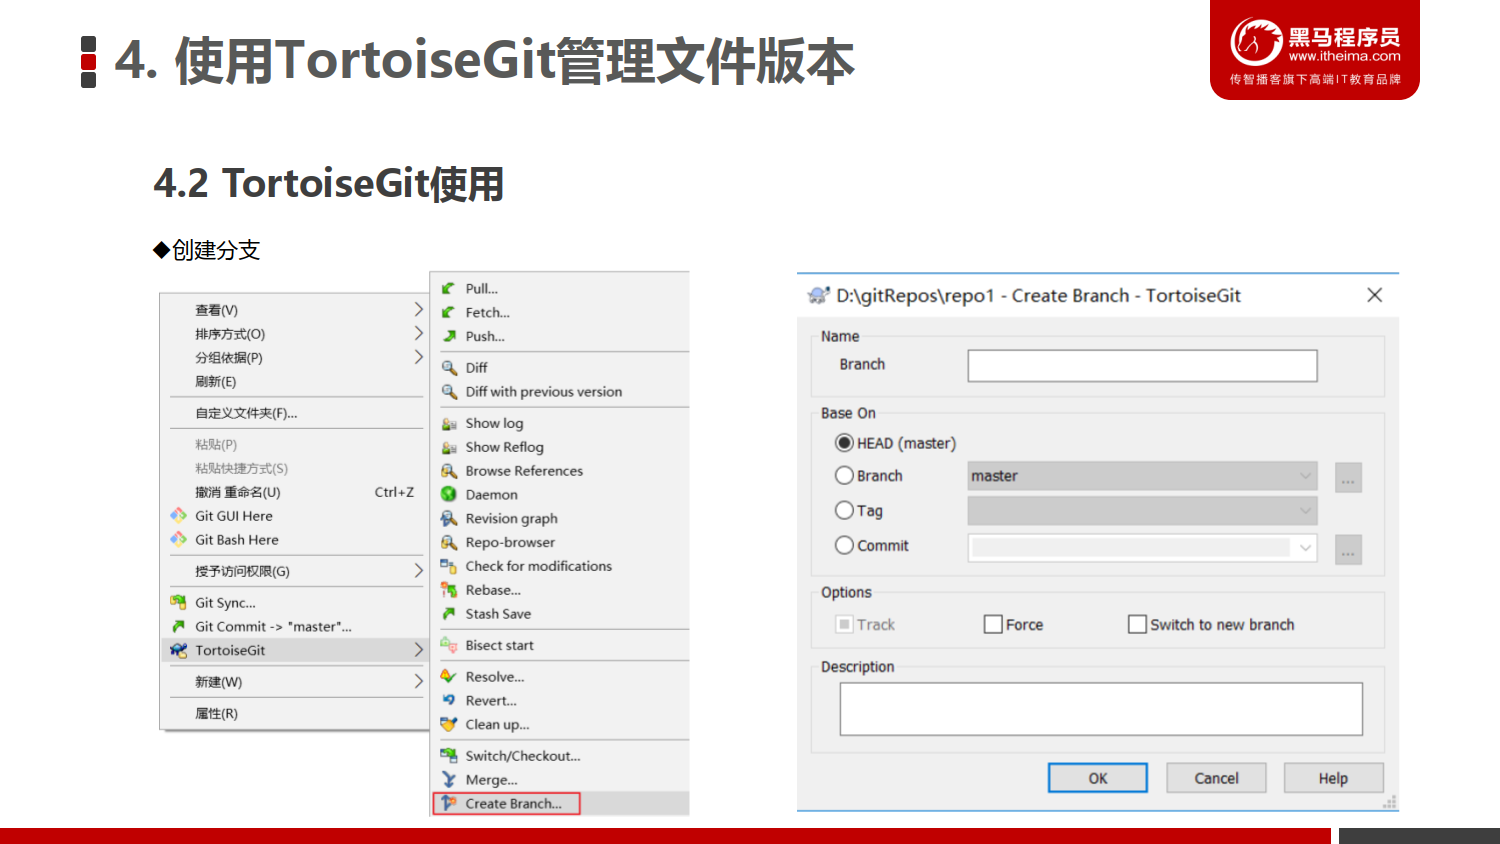 4. 使用TortoiseGit管理文件版本
黑马程序员
www.itheima.com
传智播客旗下高端IT教育品牌
4.2 TortoiseGit使用
◆创建分支
查看(V)
排序方式(O)
分组依据(P)
刷新(E)
自定义文件夹(F)...
粘贴(P)
粘贴快捷方式(S)
撤消 重命名(U) Ctrl+Z
Git GUI Here
Git Bash Here
授予访问权限(G)
Git Sync...
Git Commit -> "master"...
TortoiseGit
新建(W)
属性(R)
Pull...
Fetch...
Push...
Diff
Diff with previous version
Show log
Show Reflog
Browse References
Daemon
Revision graph
Repo-browser
Check for modifications
Rebase...
Stash Save
Bisect start
Resolve...
Revert...
Clean up...
Switch/Checkout...
Merge...
Create Branch...
D:\gitRepos\repo1 - Create Branch - TortoiseGit
Name
Branch
Base On
HEAD (master)
Branch master ...
Tag
Commit ...
Options
Track Force Switch to new branch
Description
OK Cancel Help